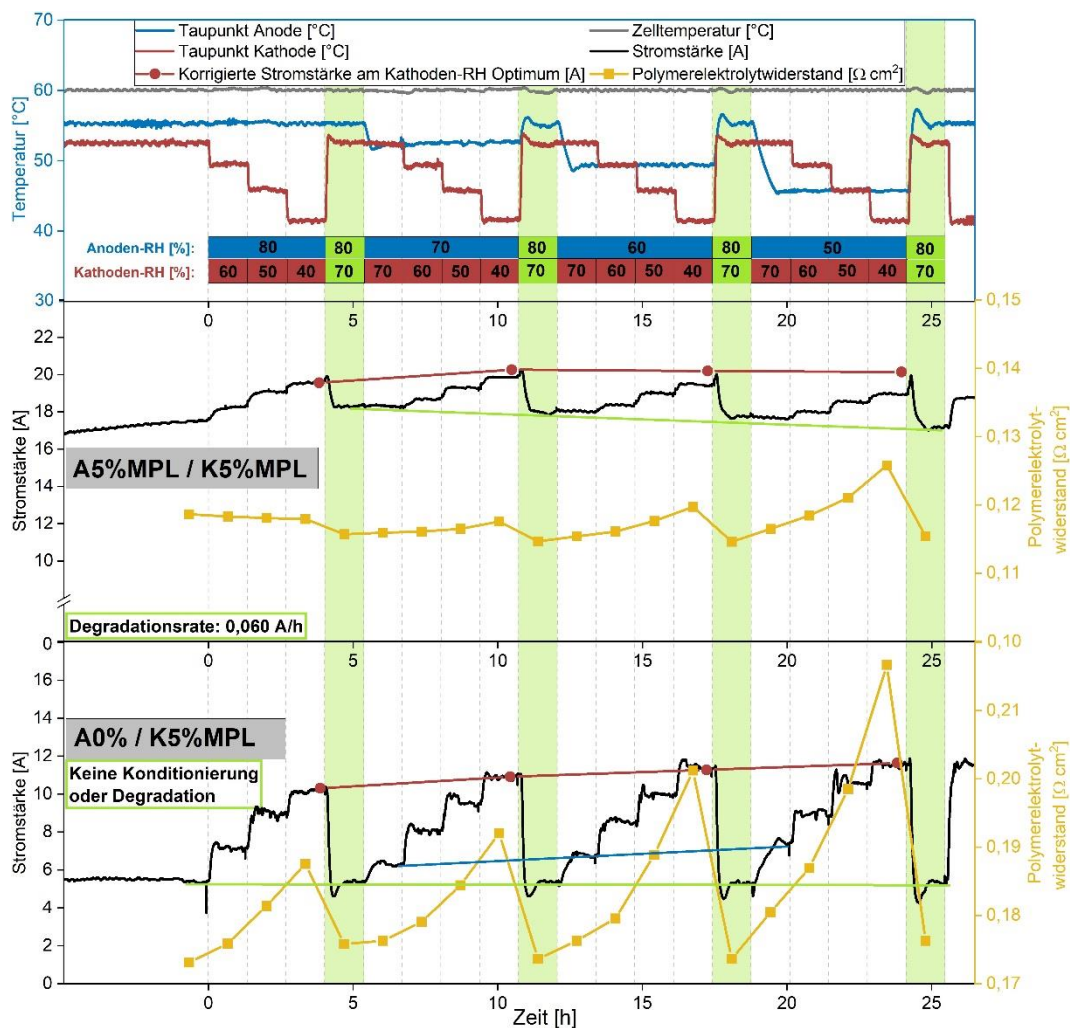 70
Taupunkt Anode [°C]
Zelltemperatur [°C]
Taupunkt Kathode [°C]
Stromstärke [A]
Korrigierte Stromstärke am Kathoden-RH Optimum [A]
Polymerelektrolytwiderstand [Ω cm²]
60
50
40
30
Temperatur [°C]
Anoden-RH [%]: 80 80 70 80 60 80 50 80
Kathoden-RH [%]: 60 50 40 70 70 60 50 40 70 70 60 50 40 70 70 60 50 40 70
0 5 10 15 20 25
22
20
18
16
14
12
10
0
Stromstärke [A]
0,15
0,14
0,13
0,12
0,11
0,10
Polymerelektrolyt-
widerstand [Ω cm²]
A5%MPL / K5%MPL
Degradationsrate: 0,060 A/h
0 5 10 15 20 25
16
14
12
10
8
6
4
2
0
Stromstärke [A]
0,21
0,20
0,19
0,18
0,17
Polymerelektrolyt-
widerstand [Ω cm²]
A0% / K5%MPL
Keine Konditionierung
oder Degradation
0 5 10 15 20 25
Zeit [h]